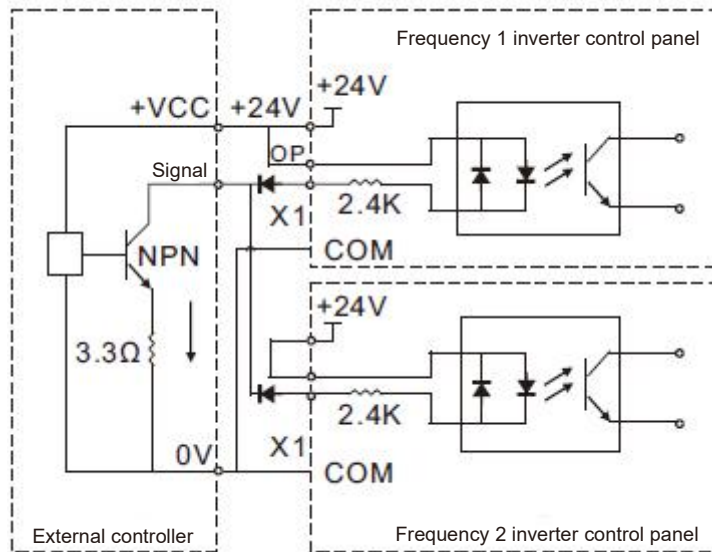 Frequency 1 inverter control panel
+24V
+VCC +24V
OP
Signal
2.4K
X1
NPN
COM
+24V
3.3Ω
2.4K
X1
0V
COM
External controller
Frequency 2 inverter control panel